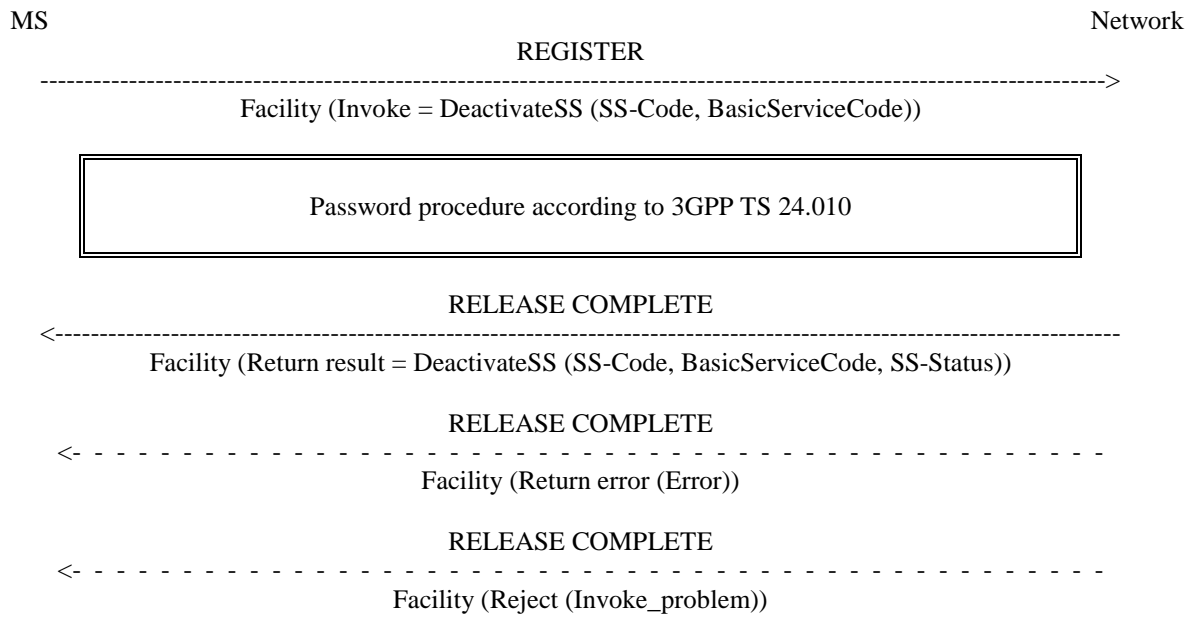 MS Network
REGISTER
Facility (Invoke = DeactivateSS (SS-Code, BasicServiceCode))
Password procedure according to 3GPP TS 24.010
RELEASE COMPLETE
Facility (Return result = DeactivateSS (SS-Code, BasicServiceCode, SS-Status))
RELEASE COMPLETE
Facility (Return error (Error))
RELEASE COMPLETE
Facility (Reject (Invoke_problem))